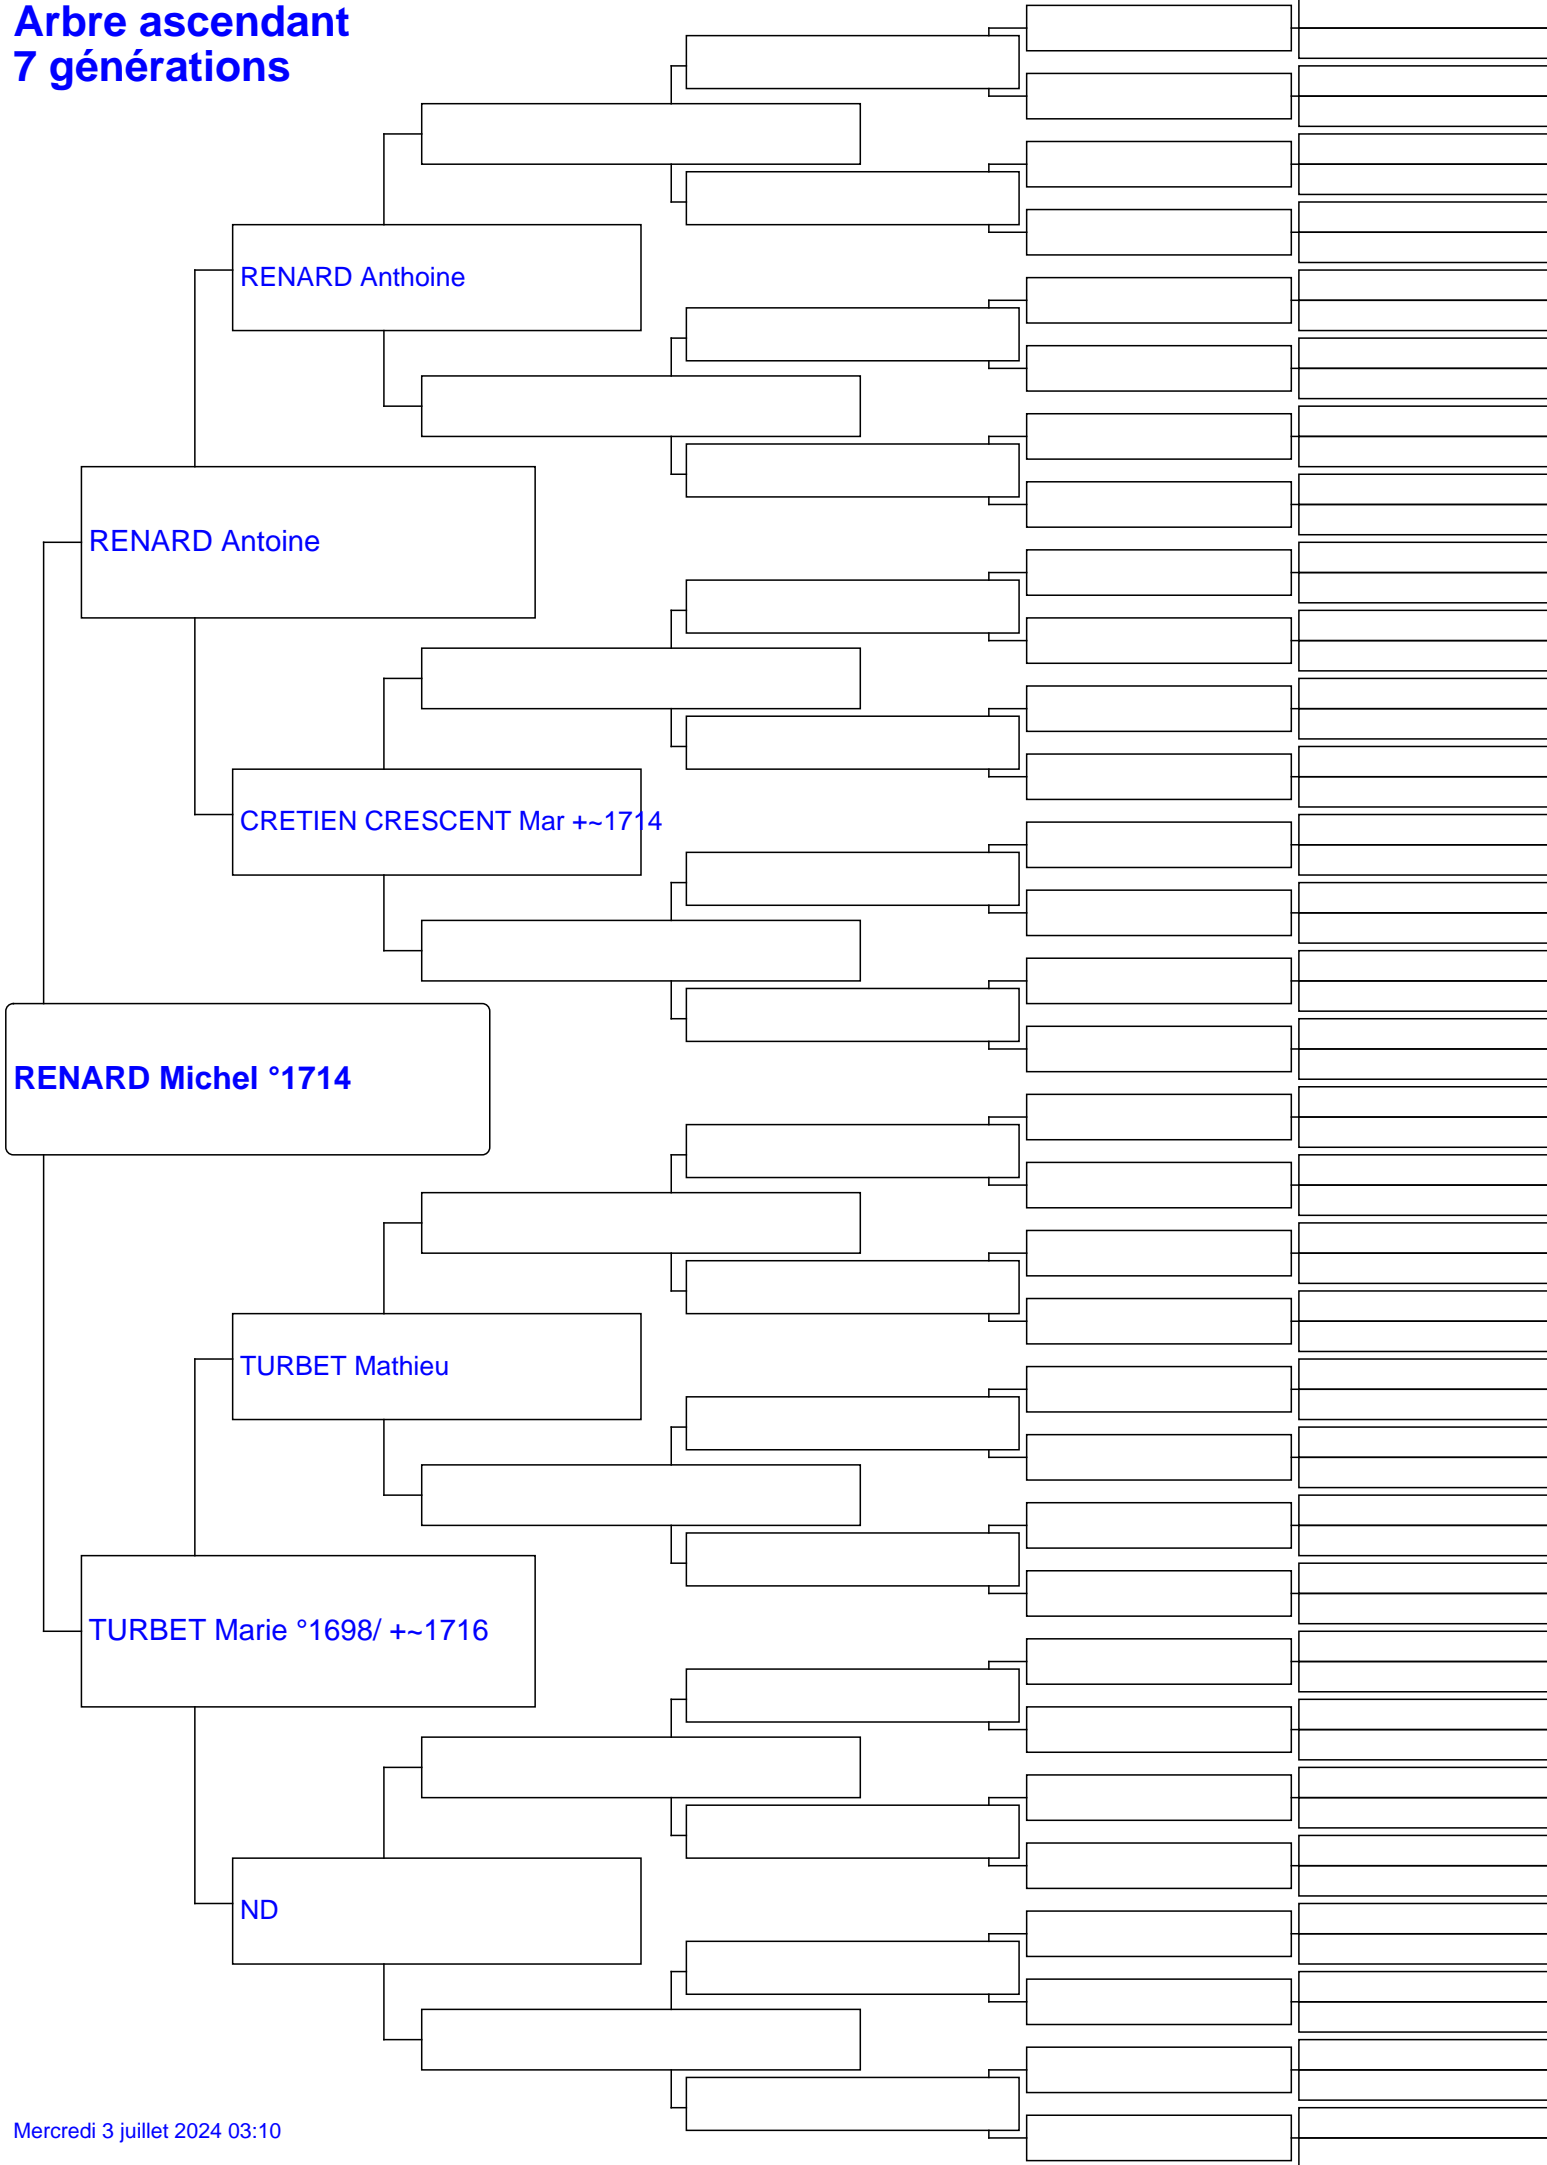 Arbre ascendant
7 générations
RENARD Anthoine
RENARD Antoine
CRETIEN CRESCENT Mar +~1714
RENARD Michel °1714
TURBET Mathieu
TURBET Marie °1698/ +~1716
ND
Mercredi 3 juillet 2024 03:10